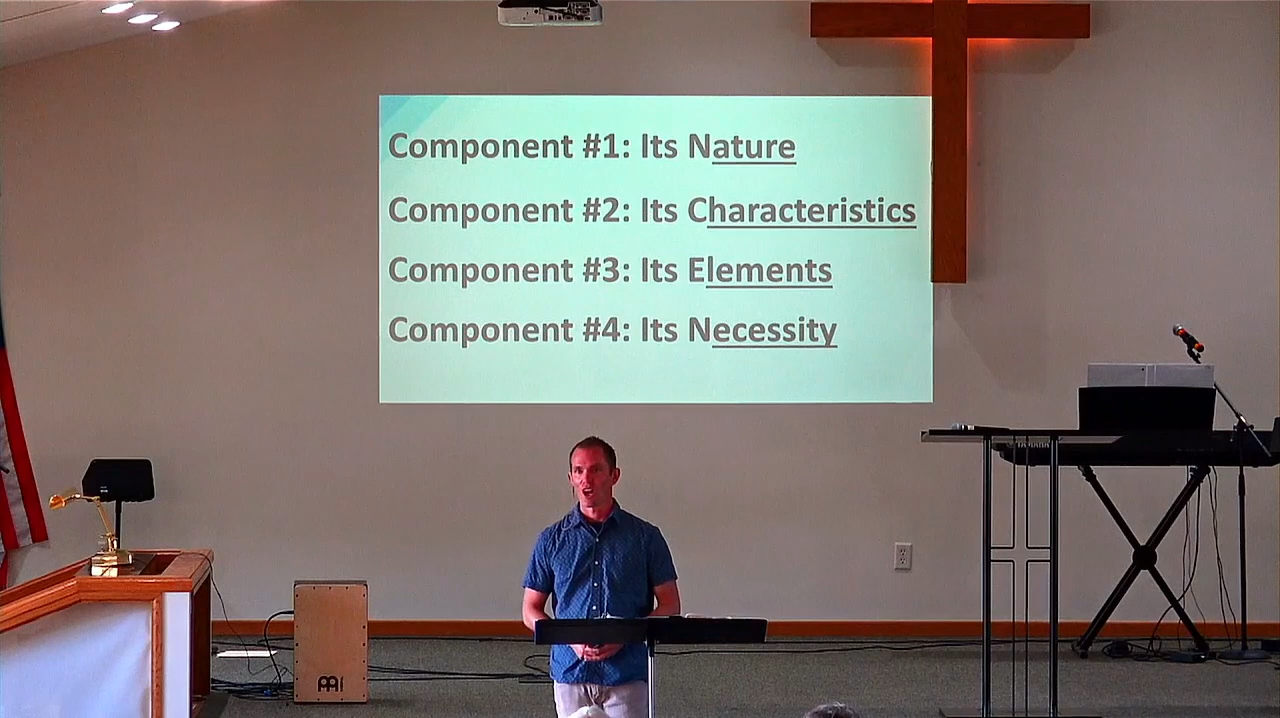 Component #1: Its Nature
Component #2: Its Characteristics
Component #3: Its Elements
Component #4: Its Necessity